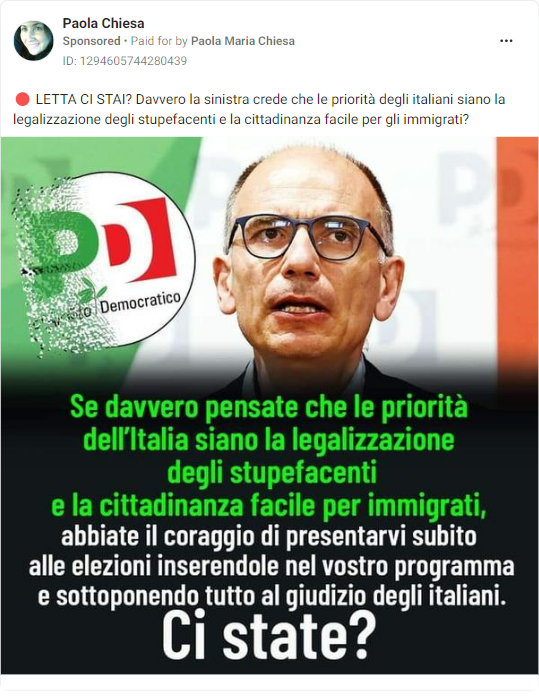 Paola Chiesa
Sponsored • Paid for by Paola Maria Chiesa
ID: 1294605744280439
🔴 LETTA CI STAI? Davvero la sinistra crede che le priorità degli italiani siano la
legalizzazione degli stupefacenti e la cittadinanza facile per gli immigrati?
PD
Democratico
Se davvero pensate che le priorità
dell'Italia siano la legalizzazione
degli stupefacenti
e la cittadinanza facile per immigrati,
abbiate il coraggio di presentarvi subito
alle elezioni inserendole nel vostro programma
e sottoponendo tutto al giudizio degli italiani.
Ci state?